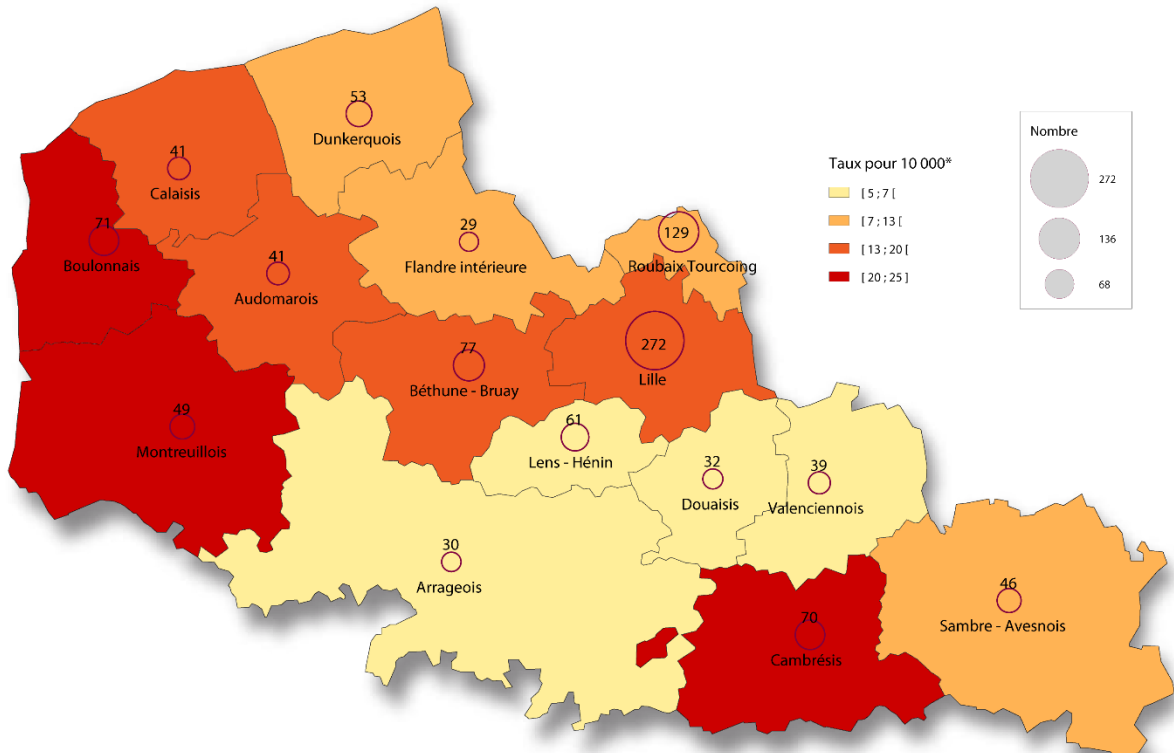 53
Dunkerquois
41
Calaisis
71
Boulonnais
29
Flandre intérieure
129
Roubaix Tourcoing
41
Audomarois
77
Béthune - Bruay
272
Lille
49
Montreuillois
61
Lens - Hénin
32
Douaisis
39
Valenciennois
30
Arrageois
70
Cambrésis
46
Sambre - Avesnois
Taux pour 10 000*
[ 5 ; 7 [
[ 7 ; 13 [
[ 13 ; 20 [
[ 20 ; 25 ]
Nombre
272
136
68